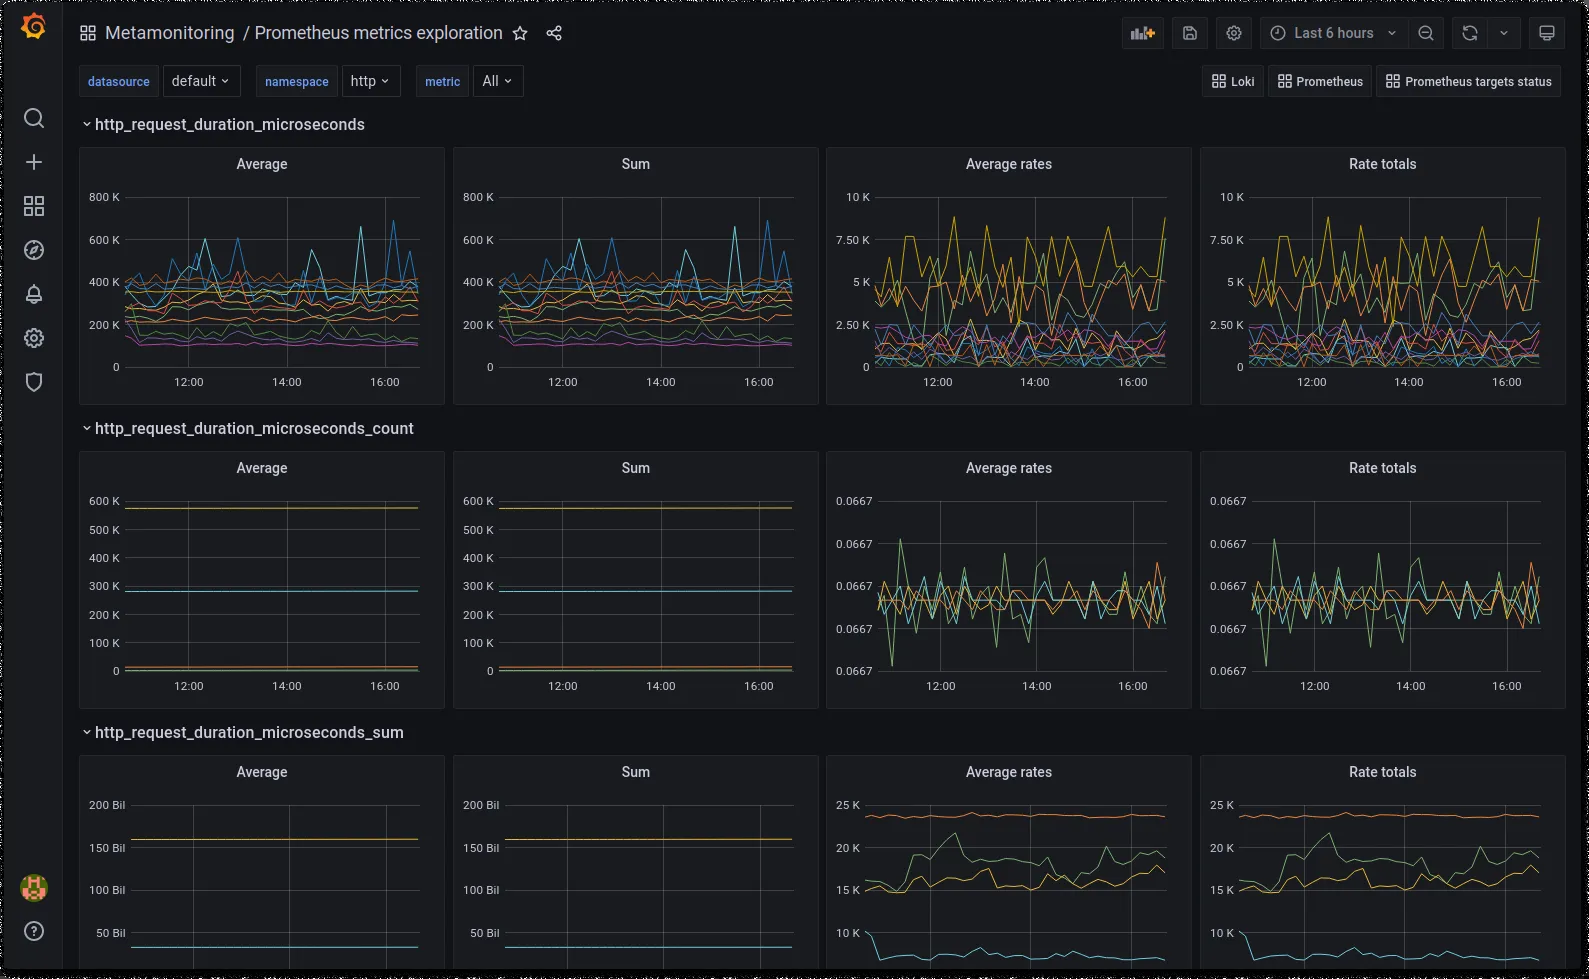 Metamonitoring / Prometheus metrics exploration
Last 6 hours
datasource default namespace http metric All Loki Prometheus Prometheus targets status
http_request_duration_microseconds
Average
800 K
600 K
400 K
200 K
0
12:00 14:00 16:00
Sum
800 K
600 K
400 K
200 K
0
12:00 14:00 16:00
Average rates
10 K
7.50 K
5 K
2.50 K
0
12:00 14:00 16:00
Rate totals
10 K
7.50 K
5 K
2.50 K
0
12:00 14:00 16:00
http_request_duration_microseconds_count
Average
600 K
500 K
400 K
300 K
200 K
100 K
0
12:00 14:00 16:00
Sum
600 K
500 K
400 K
300 K
200 K
100 K
0
12:00 14:00 16:00
Average rates
0.0667
0.0667
0.0667
0.0667
0.0667
12:00 14:00 16:00
Rate totals
0.0667
0.0667
0.0667
0.0667
0.0667
12:00 14:00 16:00
http_request_duration_microseconds_sum
Average
200 Bil
150 Bil
100 Bil
50 Bil
Sum
200 Bil
150 Bil
100 Bil
50 Bil
Average rates
25 K
20 K
15 K
10 K
Rate totals
25 K
20 K
15 K
10 K